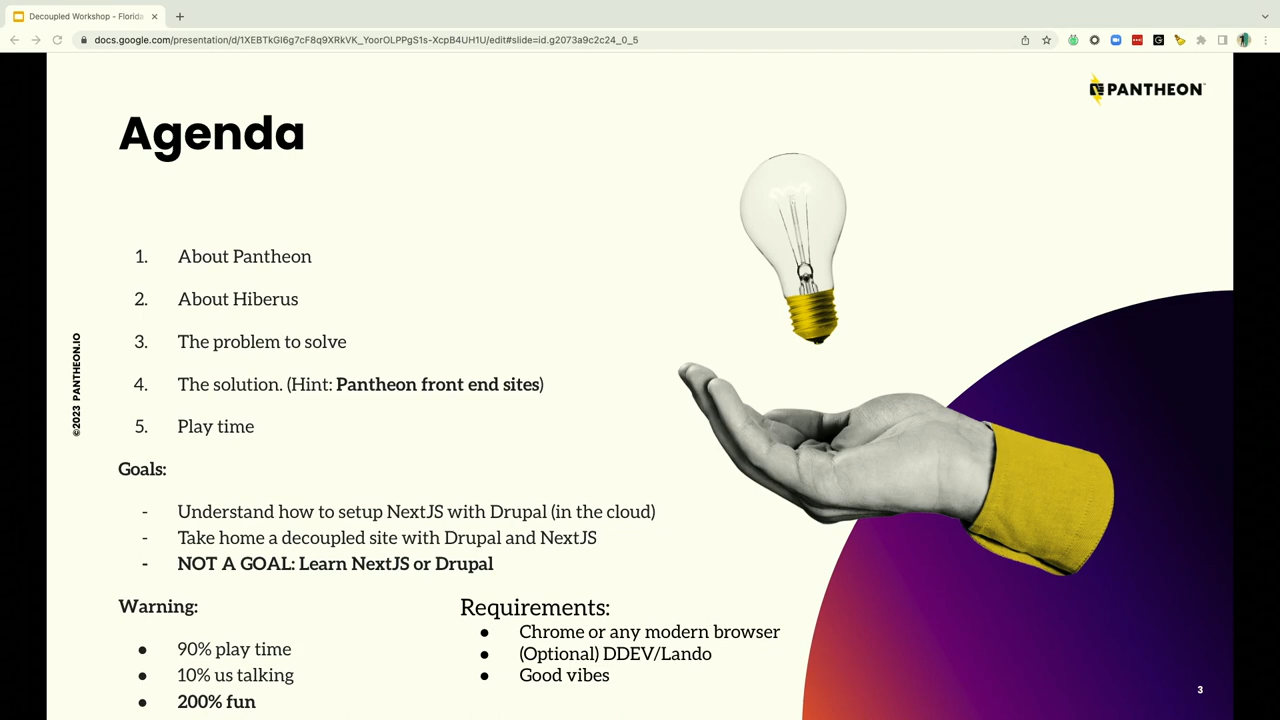 Decoupled Workshop - Florida
docs.google.com/presentation/d/1XEBTkGI6g7cF8q9XRkVK_YoorOLPPgS1s-XcpB4UH1U/edit#slide=id.g2073a9c2c24_0_5
PANTHEON
Agenda
1. About Pantheon
2. About Hiberus
3. The problem to solve
4. The solution. (Hint: Pantheon front end sites)
5. Play time
©2023 PANTHEON.IO
Goals:
- Understand how to setup NextJS with Drupal (in the cloud)
- Take home a decoupled site with Drupal and NextJS
- NOT A GOAL: Learn NextJS or Drupal
Warning:
● 90% play time
● 10% us talking
● 200% fun
Requirements:
● Chrome or any modern browser
● (Optional) DDEV/Lando
● Good vibes
3